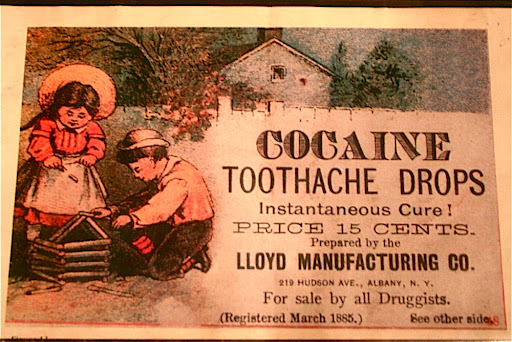 COCAINE
TOOTHACHE DROPS
Instantaneous Cure!
PRICE 15 CENTS.
Prepared by the
LLOYD MANUFACTURING CO.
219 HUDSON AVE., ALBANY, N. Y.
For sale by all Druggists.
(Registered March 1885.) See other side.